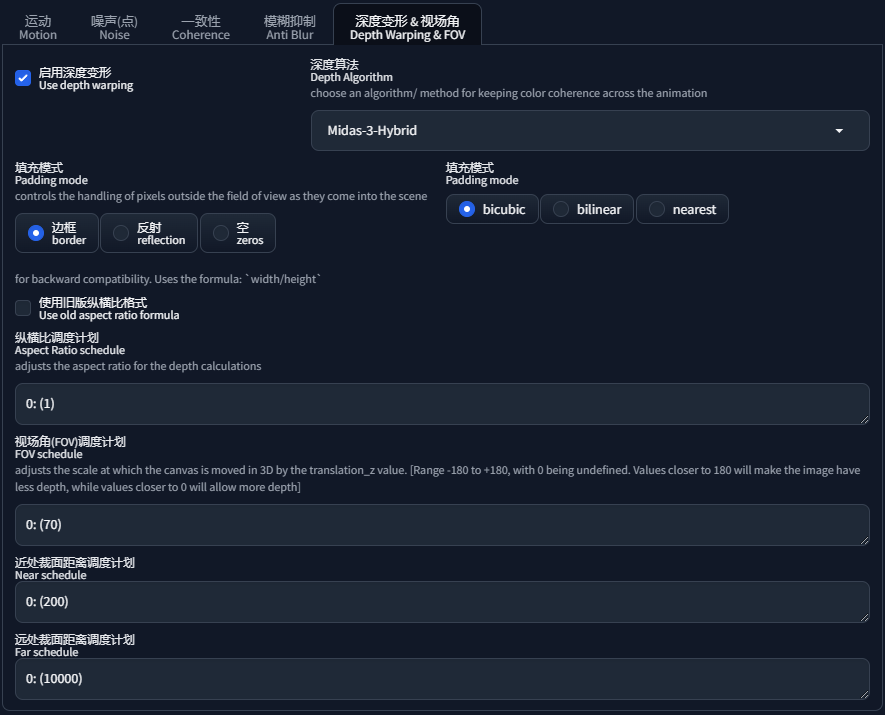 运动
Motion
噪声(点)
Noise
一致性
Coherence
模糊抑制
Anti Blur
深度变形 & 视场角
Depth Warping & FOV
启用深度变形
Use depth warping
深度算法
Depth Algorithm
choose an algorithm/ method for keeping color coherence across the animation
Midas-3-Hybrid
填充模式
Padding mode
controls the handling of pixels outside the field of view as they come into the scene
边框
border
反射
reflection
空
zeros
填充模式
Padding mode
bicubic
bilinear
nearest
for backward compatibility. Uses the formula: `width/height`
使用旧版纵横比格式
Use old aspect ratio formula
纵横比调度计划
Aspect Ratio schedule
adjusts the aspect ratio for the depth calculations
0: (1)
视场角(FOV)调度计划
FOV schedule
adjusts the scale at which the canvas is moved in 3D by the translation_z value. [Range -180 to +180, with 0 being undefined. Values closer to 180 will make the image have
less depth, while values closer to 0 will allow more depth]
0: (70)
近处裁面距离调度计划
Near schedule
0: (200)
远处裁面距离调度计划
Far schedule
0: (10000)